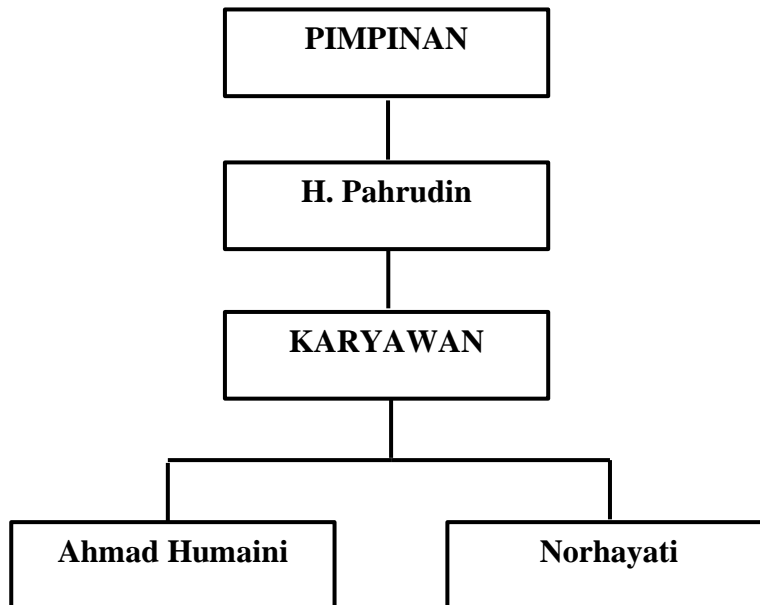 PIMPINAN
H. Pahrudin
KARYAWAN
Ahmad Humaini
Norhayati